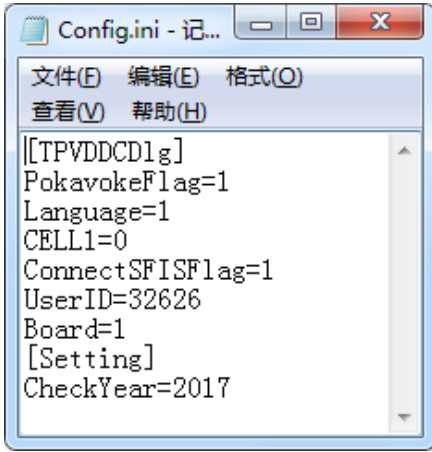 Config.ini - 记...
文件(F) 编辑(E) 格式(O)
查看(V) 帮助(H)
[TPVDDCDlg]
PokavokeFlag=1
Language=1
CELL1=0
ConnectSFISFlag=1
UserID=32626
Board=1
[Setting]
CheckYear=2017